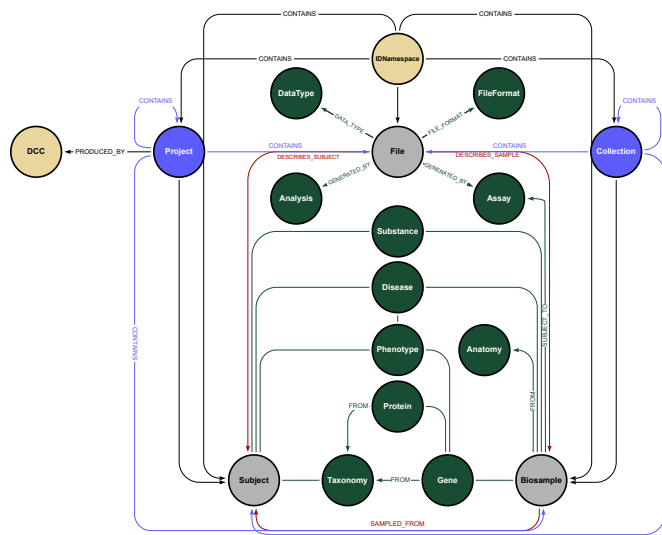 CONTAINS
CONTAINS
CONTAINS
IDNamespace
CONTAINS
CONTAINS
DataType
FileFormat
CONTAINS
DATA_TYPE
FILE_FORMAT
CONTAINS
DCC
PRODUCED_BY
Project
CONTAINS
DESCRIBES_SUBJECT
File
CONTAINS
DESCRIBES_SAMPLE
Collection
GENERATED_BY
GENERATED_BY
Analysis
Assay
Substance
Disease
SUBJECT_TO
CONTAINS
Phenotype
Anatomy
Protein
FROM
FROM
Subject
Taxonomy
FROM
Gene
Biosample
SAMPLED_FROM